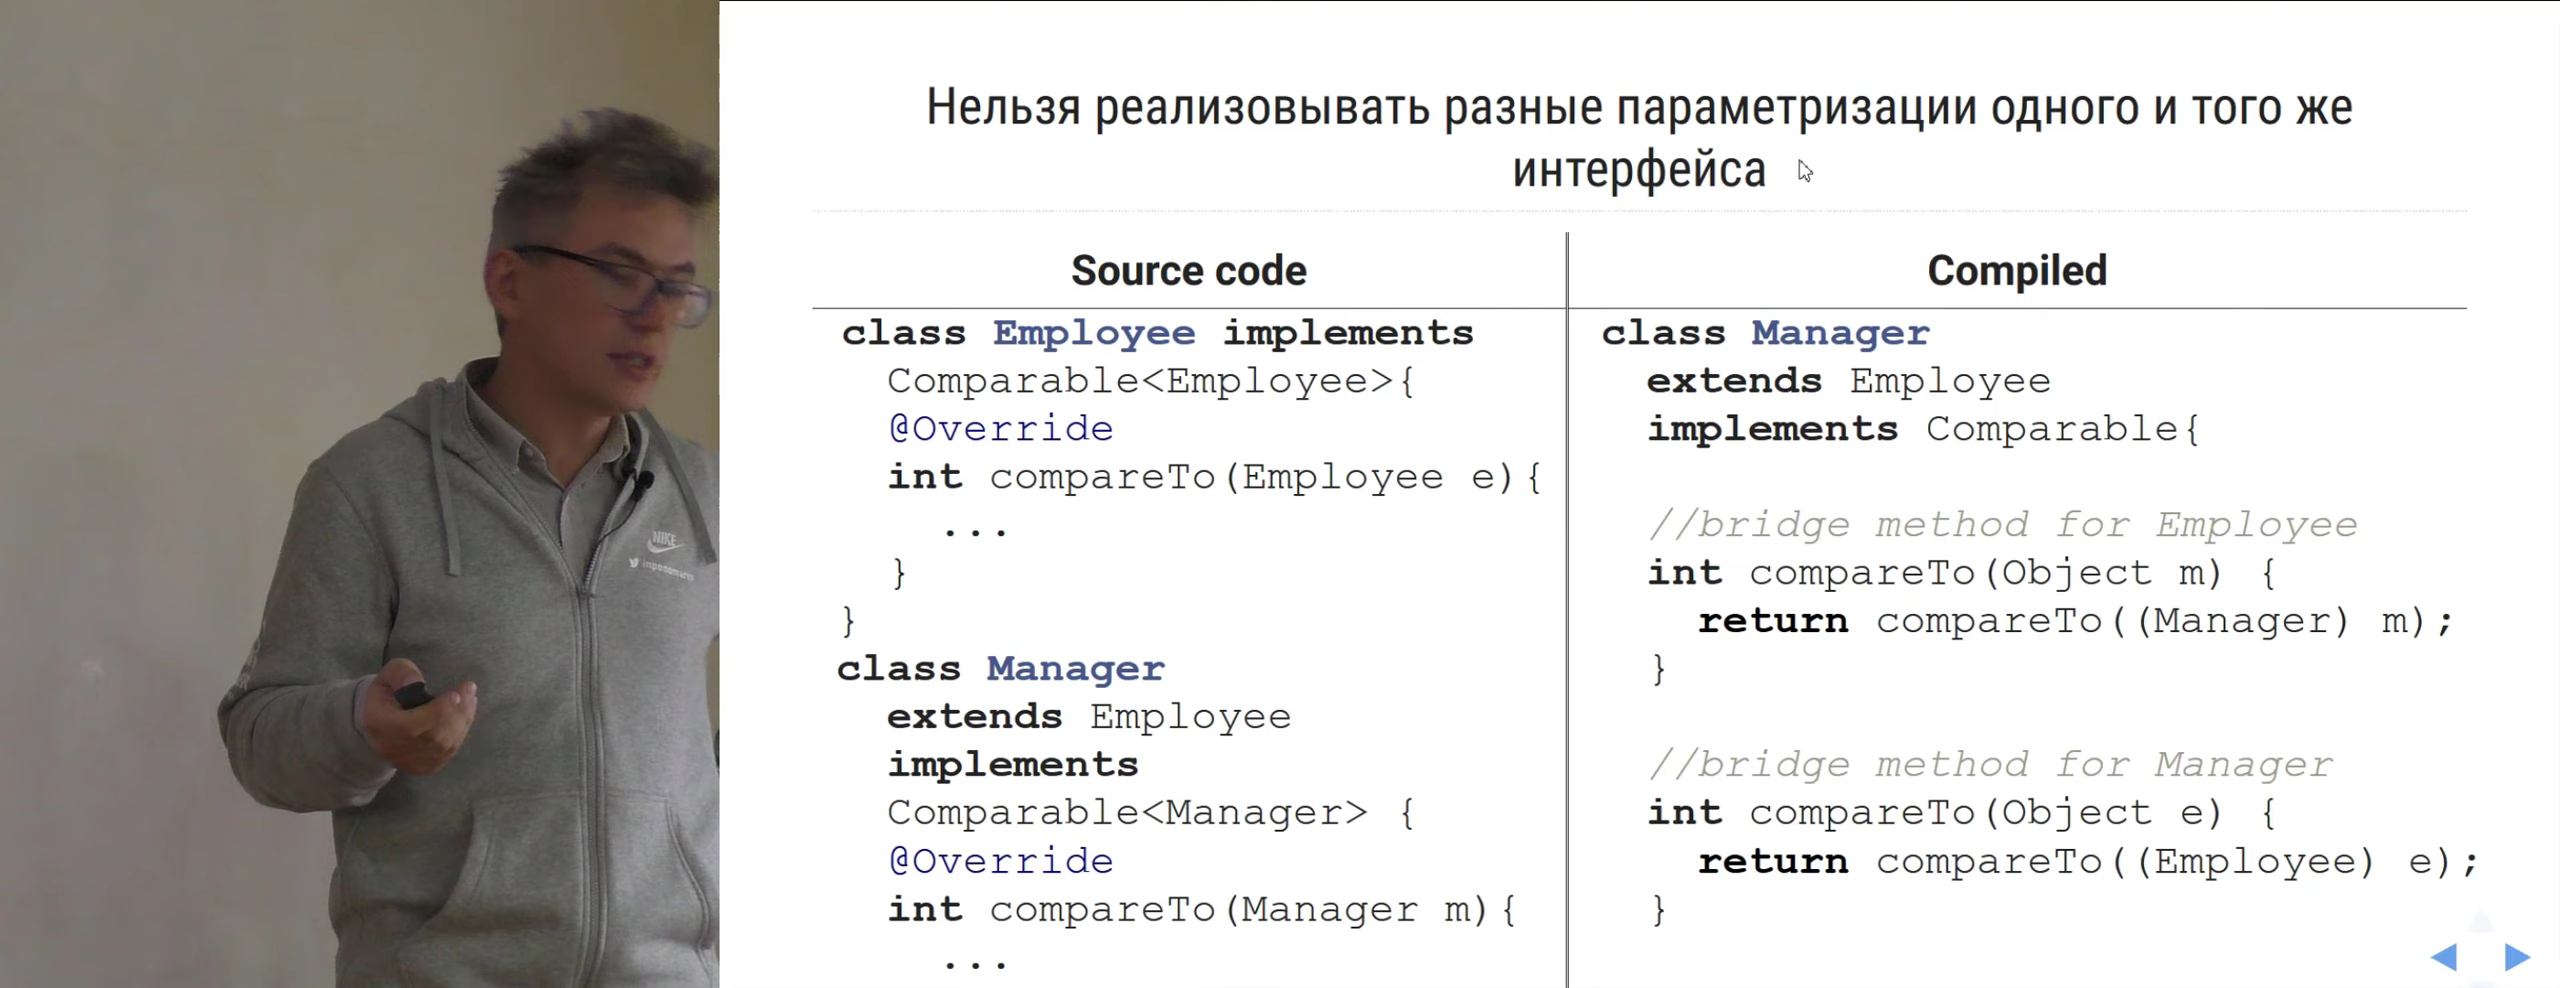 Нельзя реализовывать разные параметризации одного и того же
интерфейса
Source code
class Employee implements
Comparable<Employee>{
@Override
int compareTo(Employee e){
...
}
}
class Manager
extends Employee
implements
Comparable<Manager> {
@Override
int compareTo(Manager m){
...
Compiled
class Manager
extends Employee
implements Comparable{
//bridge method for Employee
int compareTo(Object m) {
return compareTo((Manager) m);
}
//bridge method for Manager
int compareTo(Object e) {
return compareTo((Employee) e);
}
NIKE